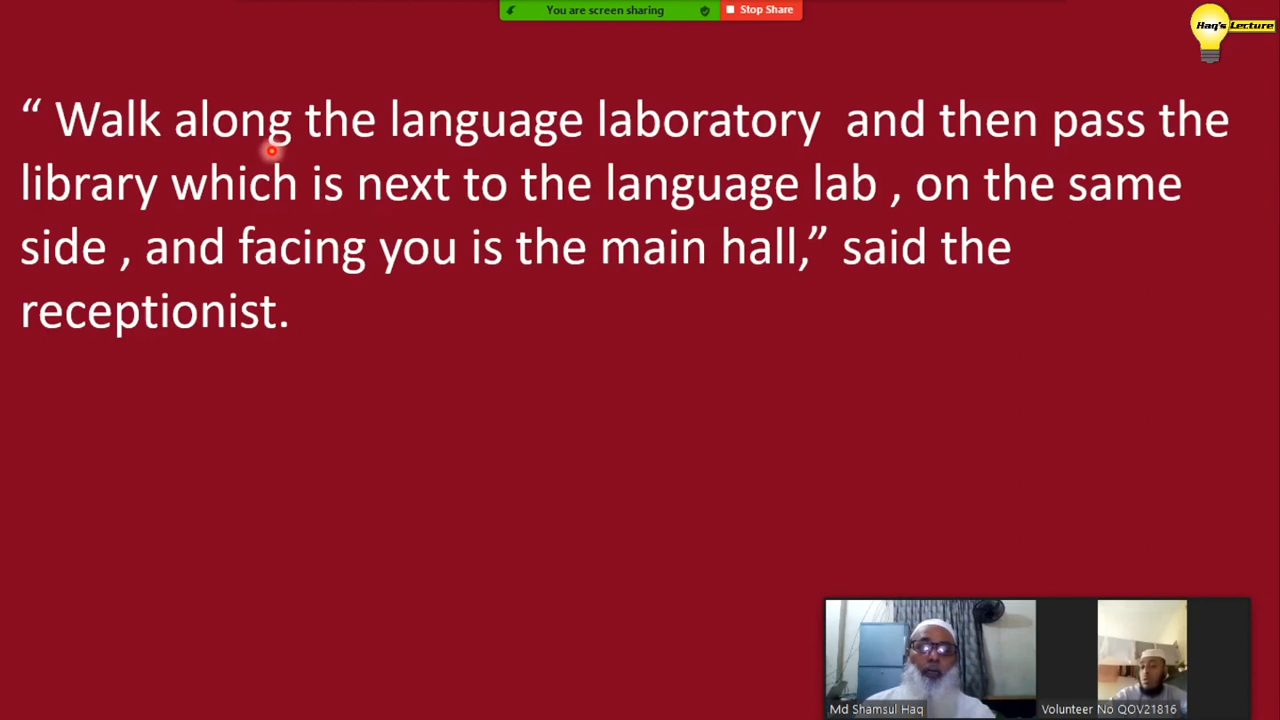 You are screen sharing
Stop Share
Haq's Lecture
“ Walk along the language laboratory and then pass the
library which is next to the language lab , on the same
side , and facing you is the main hall,” said the
receptionist.
Md Shamsul Haq
Volunteer No QOV21816